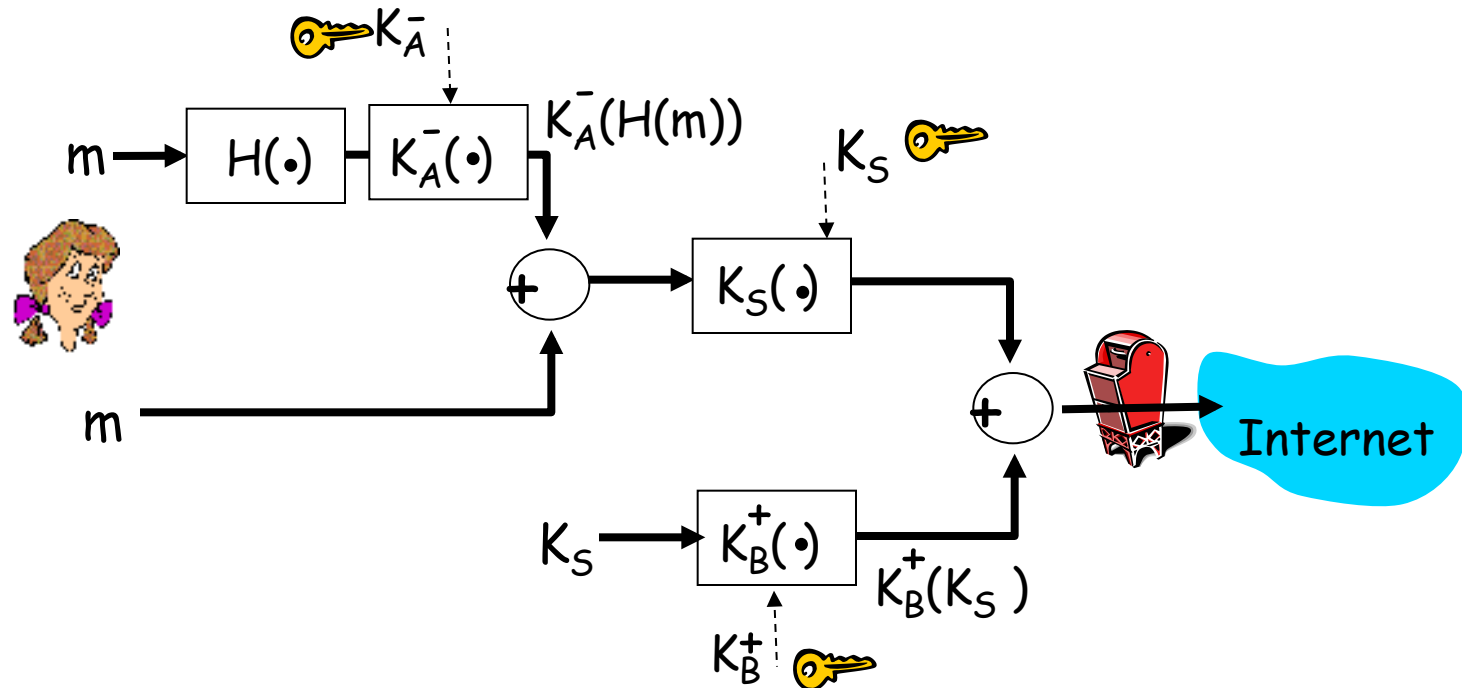 K_A^-
K_A^-(H(m))
m
H(•)
K_A^-(•)
K_S
+
K_S(•)
m
+
Internet
K_S
K_B^+(•)
K_B^+(K_S )
K_B^+